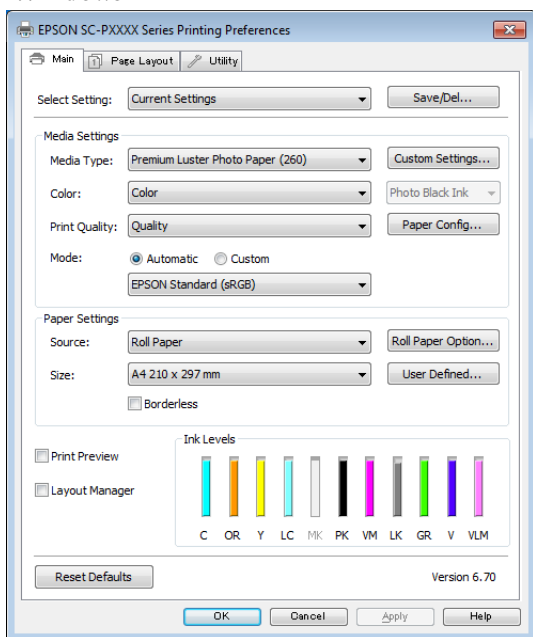 EPSON SC-PXXXX Series Printing Preferences
Main Page Layout Utility
Select Setting: Current Settings Save/Del...
Media Settings
Media Type: Premium Luster Photo Paper (260) Custom Settings...
Color: Color Photo Black Ink
Print Quality: Quality Paper Config...
Mode: Automatic Custom
EPSON Standard (sRGB)
Paper Settings
Source: Roll Paper Roll Paper Option...
Size: A4 210 x 297 mm User Defined...
Borderless
Ink Levels
Print Preview
Layout Manager
C OR Y LC MK PK VM LK GR V VLM
Reset Defaults Version 6.70
OK Cancel Apply Help